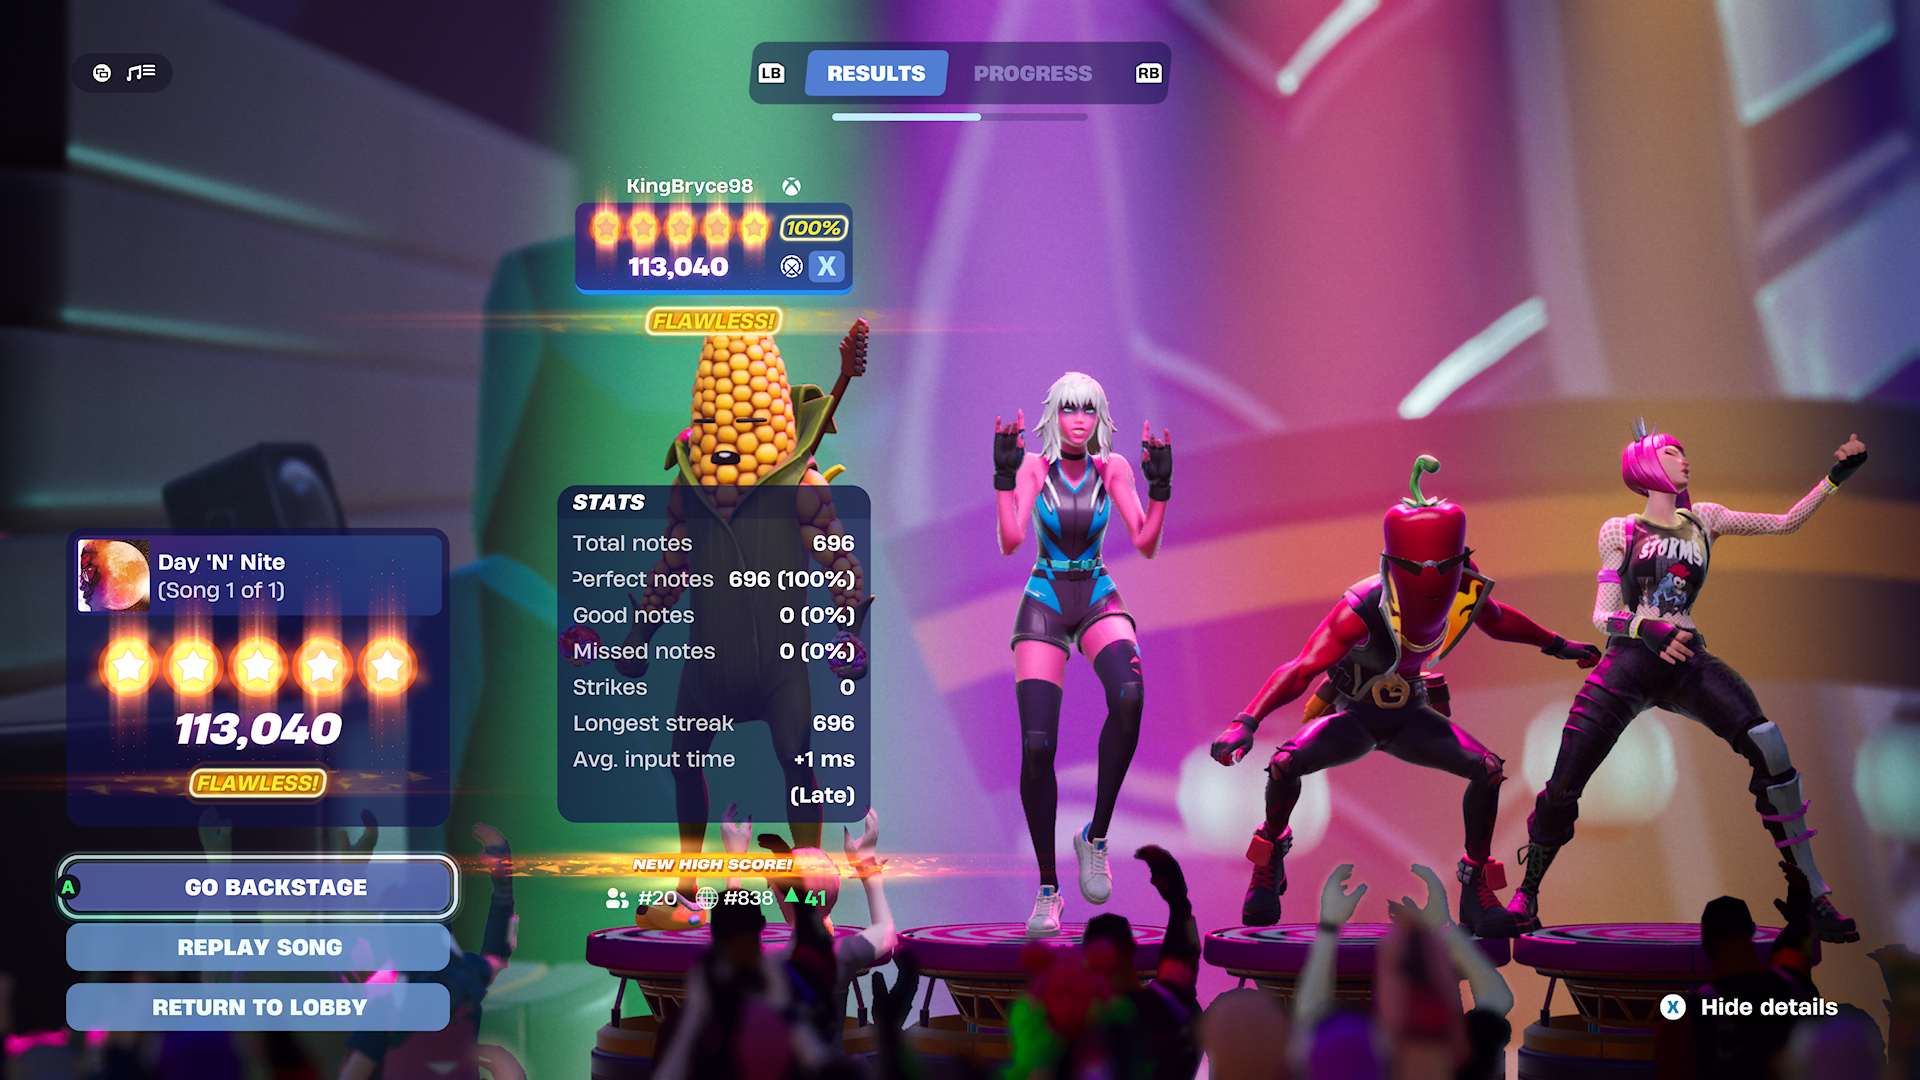 LB
RESULTS
PROGRESS
RB
KingBryce98
100%
113,040
X
FLAWLESS!
STATS
Total notes 696
Perfect notes 696 (100%)
Good notes 0 (0%)
Missed notes 0 (0%)
Strikes 0
Longest streak 696
Avg. input time +1 ms
(Late)
NEW HIGH SCORE!
#20 #838 41
Day 'N' Nite
(Song 1 of 1)
113,040
FLAWLESS!
A GO BACKSTAGE
REPLAY SONG
RETURN TO LOBBY
STORMS
X Hide details